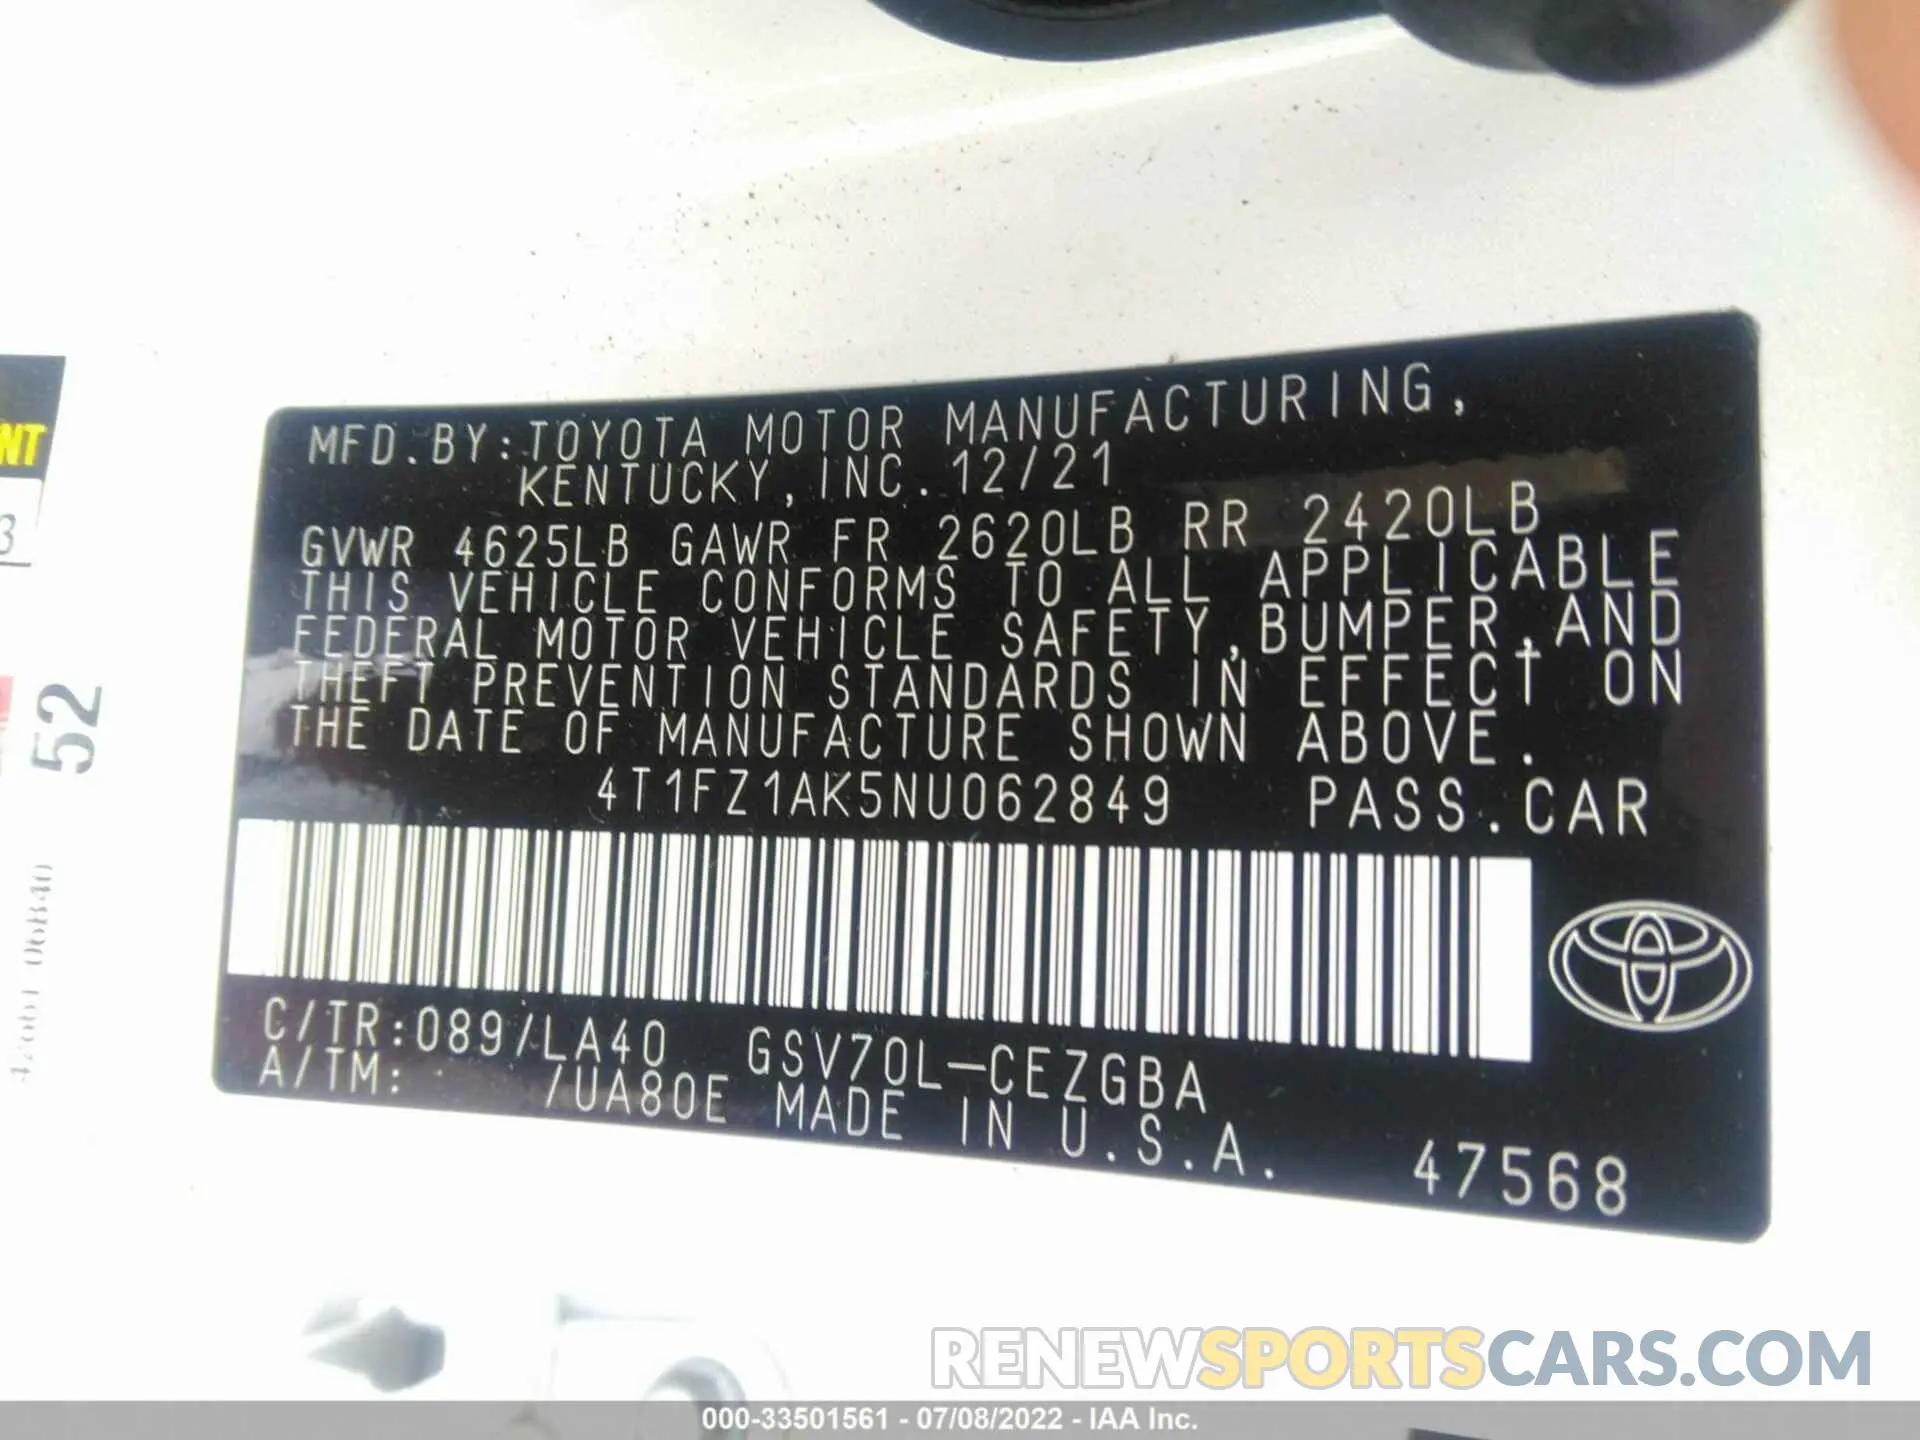 MFD.BY:TOYOTA MOTOR MANUFACTURING,
KENTUCKY,INC. 12/21
GVWR 4625LB GAWR FR 2620LB RR 2420LB
THIS VEHICLE CONFORMS TO ALL APPLICABLE
FEDERAL MOTOR VEHICLE SAFETY,BUMPER,AND
THEFT PREVENTION STANDARDS IN EFFECT ON
THE DATE OF MANUFACTURE SHOWN ABOVE.
4T1FZ1AK5NU062849 PASS.CAR
C/TR:089/LA40 GSV70L-CEZGBA
A/TM: /UA80E MADE IN U.S.A.
47568
NT
3
52
RENEWSPORTSCARS.COM
000-33501561 - 07/08/2022 - IAA Inc.